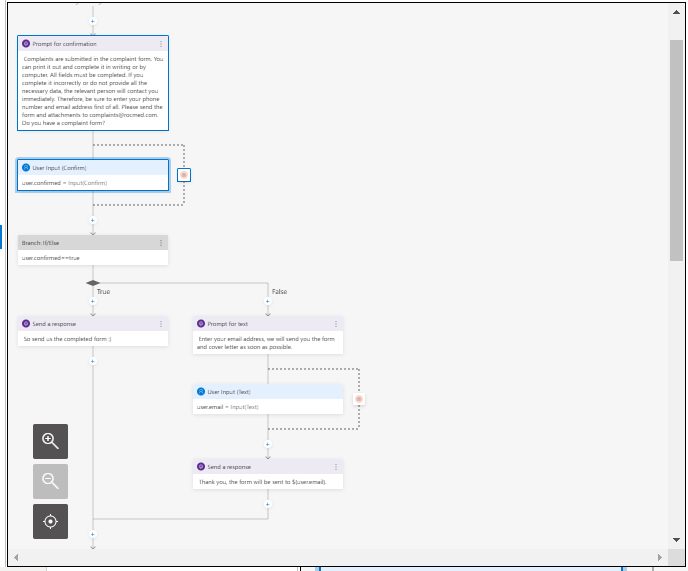 Prompt for confirmation
Complaints are submitted in the complaint form. You
can print it out and complete it in writing or by
computer. All fields must be completed. If you
complete it incorrectly or do not provide all the
necessary data, the relevant person will contact you
immediately. Therefore, be sure to enter your phone
number and email address first of all. Please send the
form and attachments to complaints@rocmed.com.
Do you have a complaint form?
User Input (Confirm)
user.confirmed = Input(Confirm)
Branch: If/Else
user.confirmed==true
True
False
Send a response
So send us the completed form :)
Prompt for text
Enter your email address, we will send you the form
and cover letter as soon as possible.
User Input (Text)
user.email = Input(Text)
Send a response
Thank you, the form will be sent to ${user.email}.